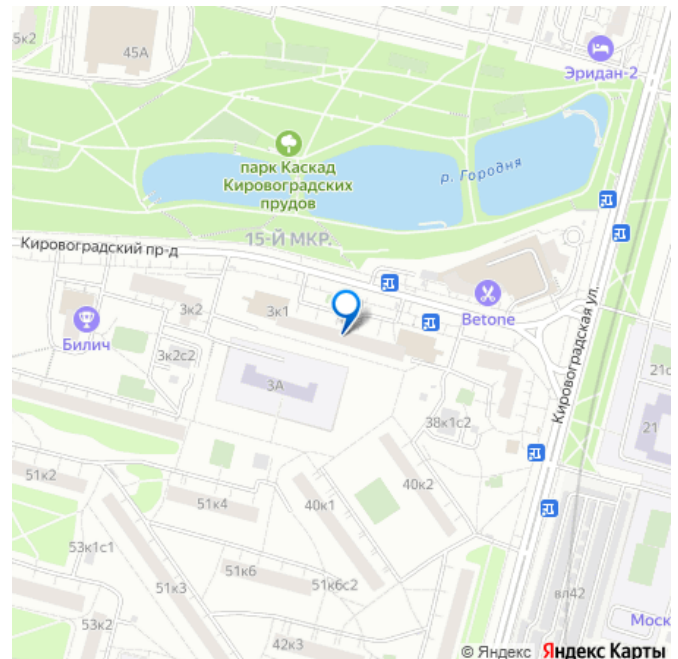 5к2
45А
Эридан-2
парк Каскад
Кировоградских
прудов
р. Городня
15-Й МКР.
Кировоградский пр-д
3к2
3к1
Билич
Betone
Кировоградская ул.
3к2с2
3А
21с
21
38к1с2
51к2
51к4
40к1
40к2
53к1с1
51к6
51к3
51к6с2
вл42
53к2
42к3
Моск
© Яндекс Яндекс Карты